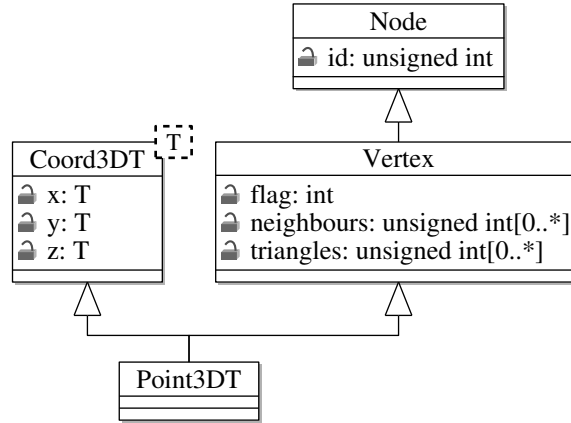 Node
id: unsigned int
T
Coord3DT
x: T
y: T
z: T
Vertex
flag: int
neighbours: unsigned int[0..*]
triangles: unsigned int[0..*]
Point3DT